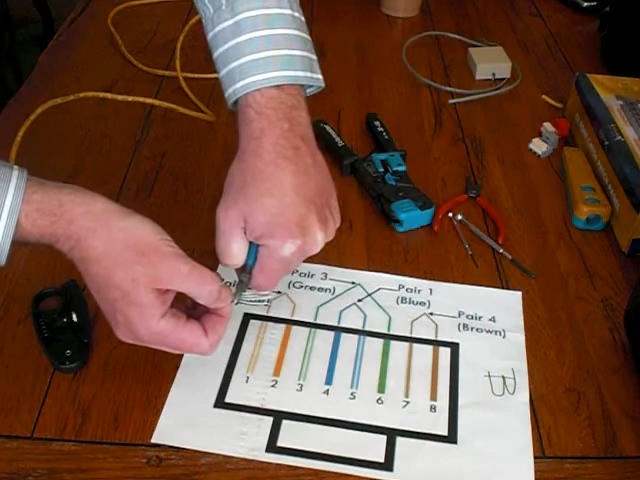 Pair 3
(Green)
Pair 1
(Blue)
Pair 4
(Brown)
1 2 3 4 5 6 7 8
B